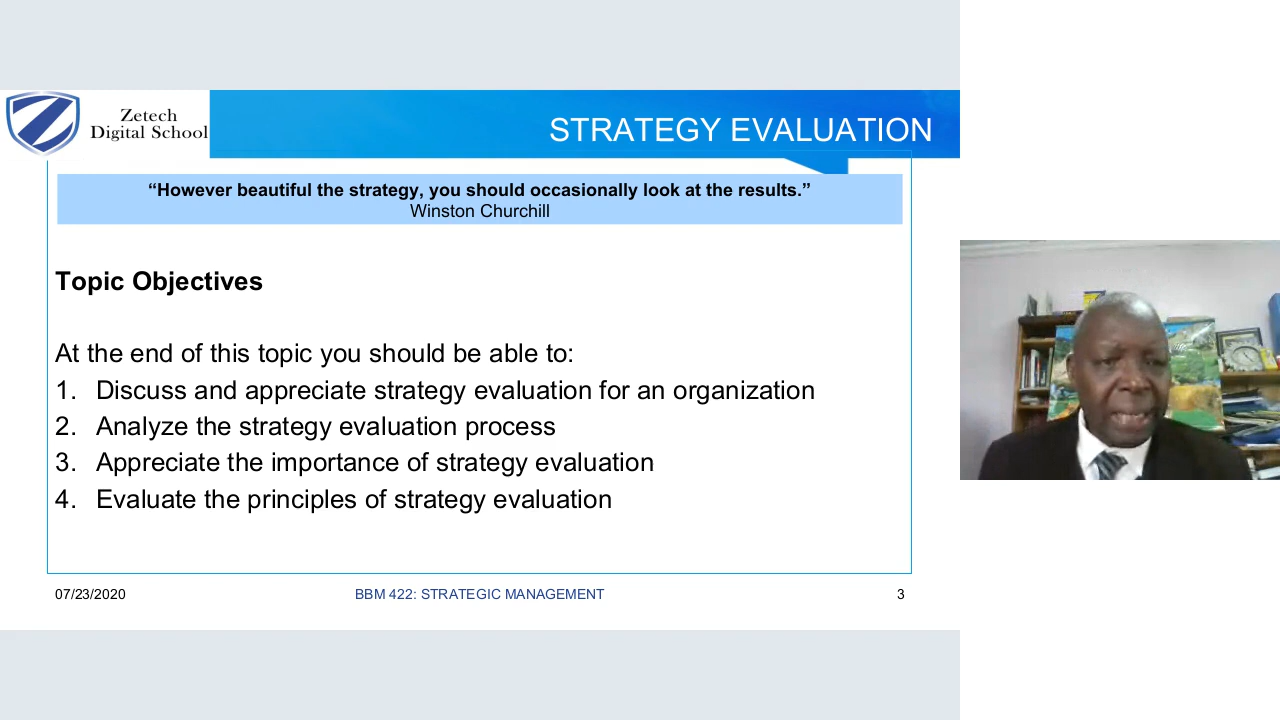 Zetech
Digital School
STRATEGY EVALUATION
“However beautiful the strategy, you should occasionally look at the results.”
Winston Churchill
Topic Objectives
At the end of this topic you should be able to:
1. Discuss and appreciate strategy evaluation for an organization
2. Analyze the strategy evaluation process
3. Appreciate the importance of strategy evaluation
4. Evaluate the principles of strategy evaluation
07/23/2020
BBM 422: STRATEGIC MANAGEMENT
3